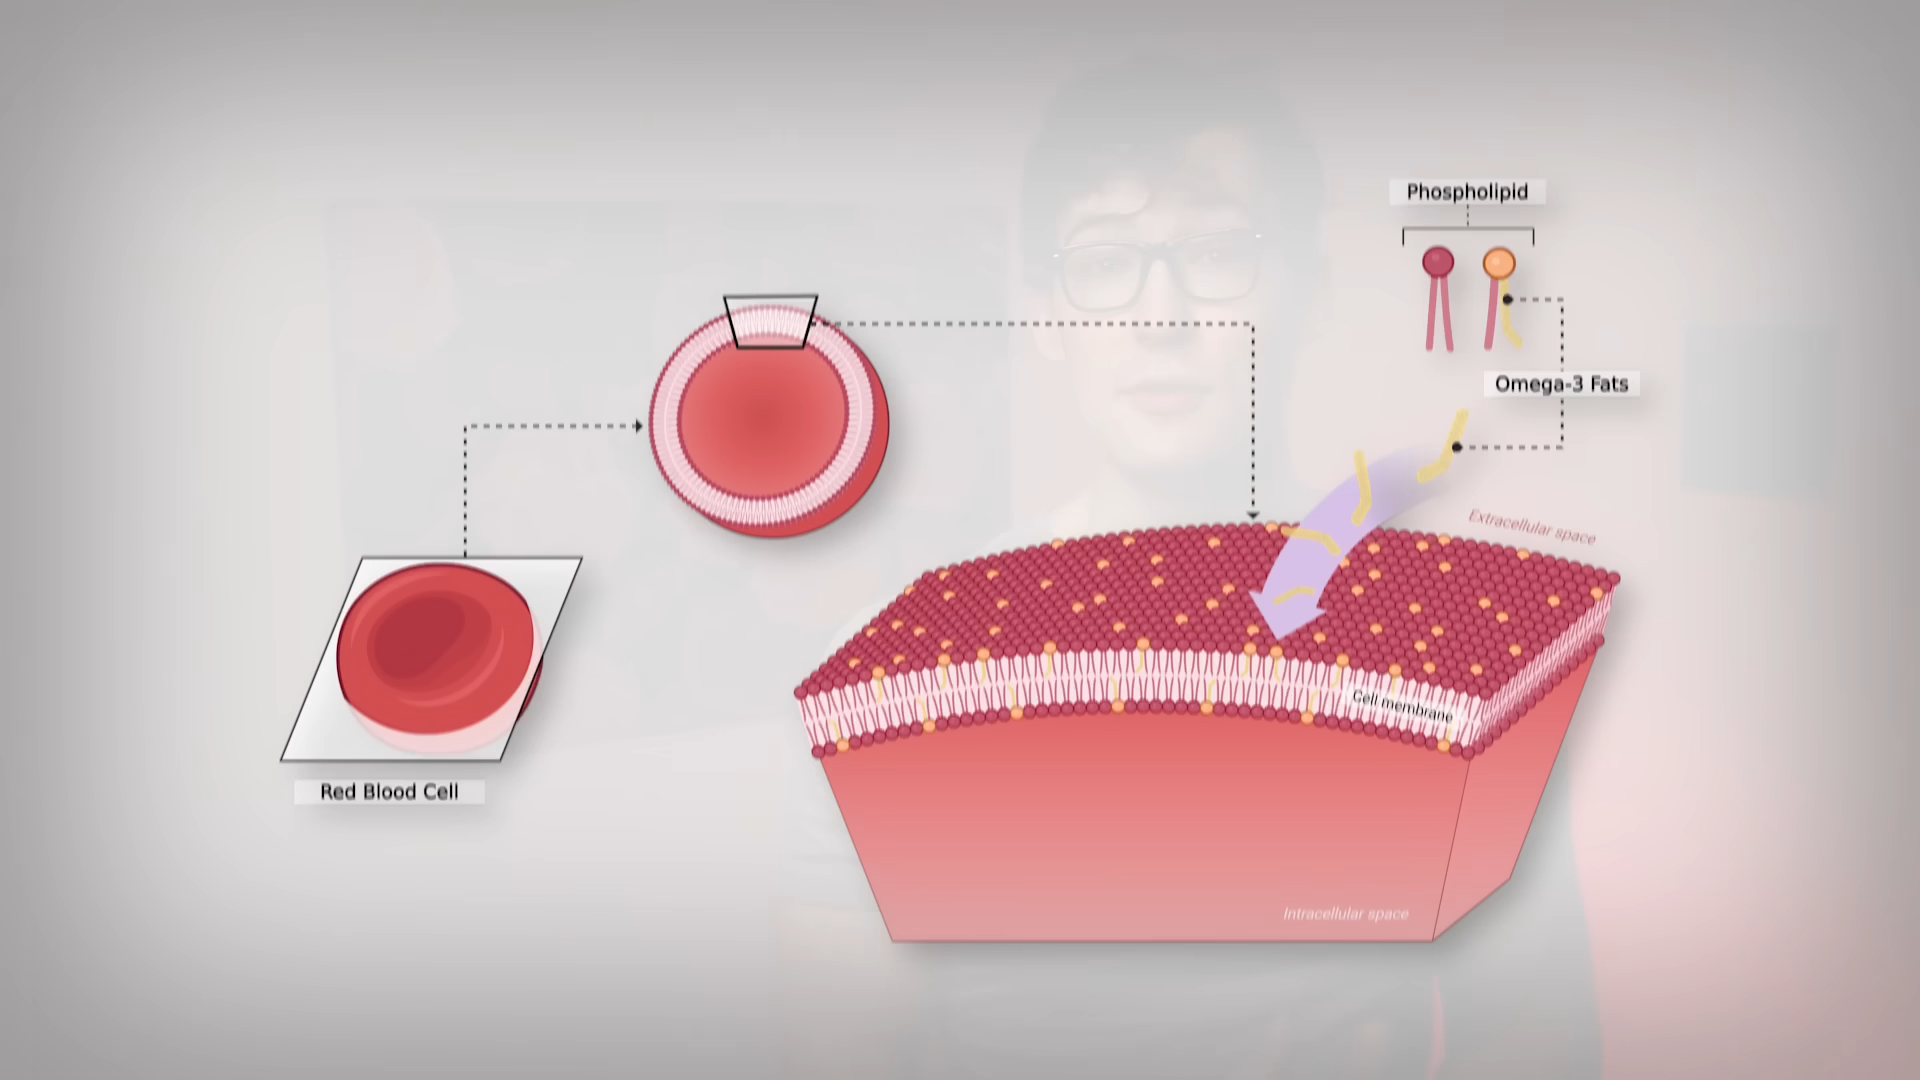 Phospholipid
Omega-3 Fats
Extracellular space
Cell membrane
Red Blood Cell
Intracellular space